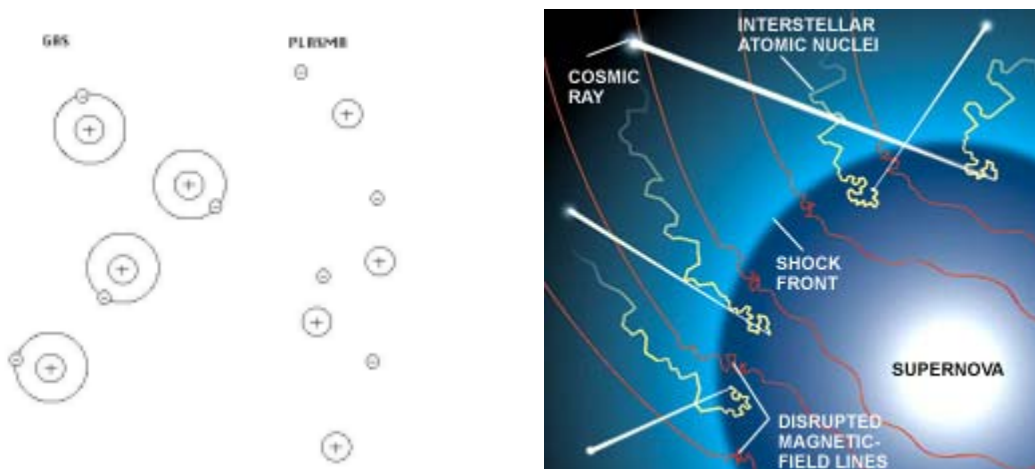 GAS
PLASMA
INTERSTELLAR
ATOMIC NUCLEI
COSMIC
RAY
SHOCK
FRONT
SUPERNOVA
DISRUPTED
MAGNETIC-
FIELD LINES